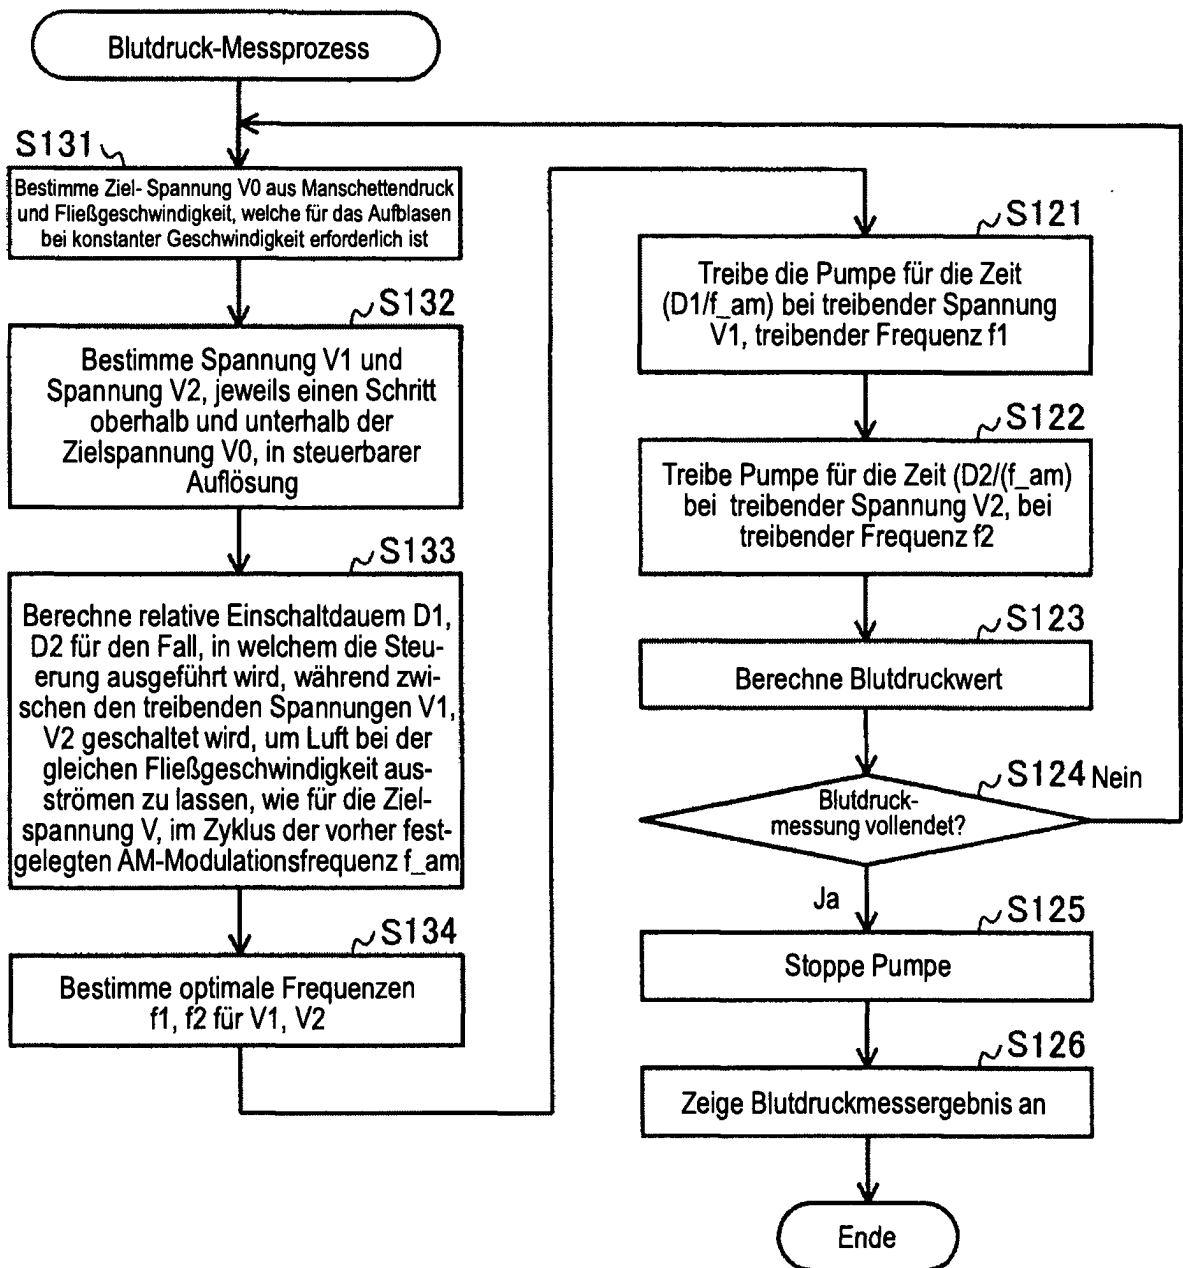 Blutdruck-Messprozess
S131
Bestimme Ziel- Spannung V0 aus Manschettendruck
und Fließgeschwindigkeit, welche für das Aufblasen
bei konstanter Geschwindigkeit erforderlich ist
S132
Bestimme Spannung V1 und
Spannung V2, jeweils einen Schritt
oberhalb und unterhalb der
Zielspannung V0, in steuerbarer
Auflösung
S133
Berechne relative Einschaltdauem D1,
D2 für den Fall, in welchem die Steu-
erung ausgeführt wird, während zwi-
schen den treibenden Spannungen V1,
V2 geschaltet wird, um Luft bei der
gleichen Fließgeschwindigkeit aus-
strömen zu lassen, wie für die Ziel-
spannung V, im Zyklus der vorher fest-
gelegten AM-Modulationsfrequenz f_am
S134
Bestimme optimale Frequenzen
f1, f2 für V1, V2
S121
Treibe die Pumpe für die Zeit
(D1/f_am) bei treibender Spannung
V1, treibender Frequenz f1
S122
Treibe Pumpe für die Zeit (D2/(f_am)
bei treibender Spannung V2, bei
treibender Frequenz f2
S123
Berechne Blutdruckwert
S124 Nein
Blutdruck-
messung vollendet?
Ja
S125
Stoppe Pumpe
S126
Zeige Blutdruckmessergebnis an
Ende